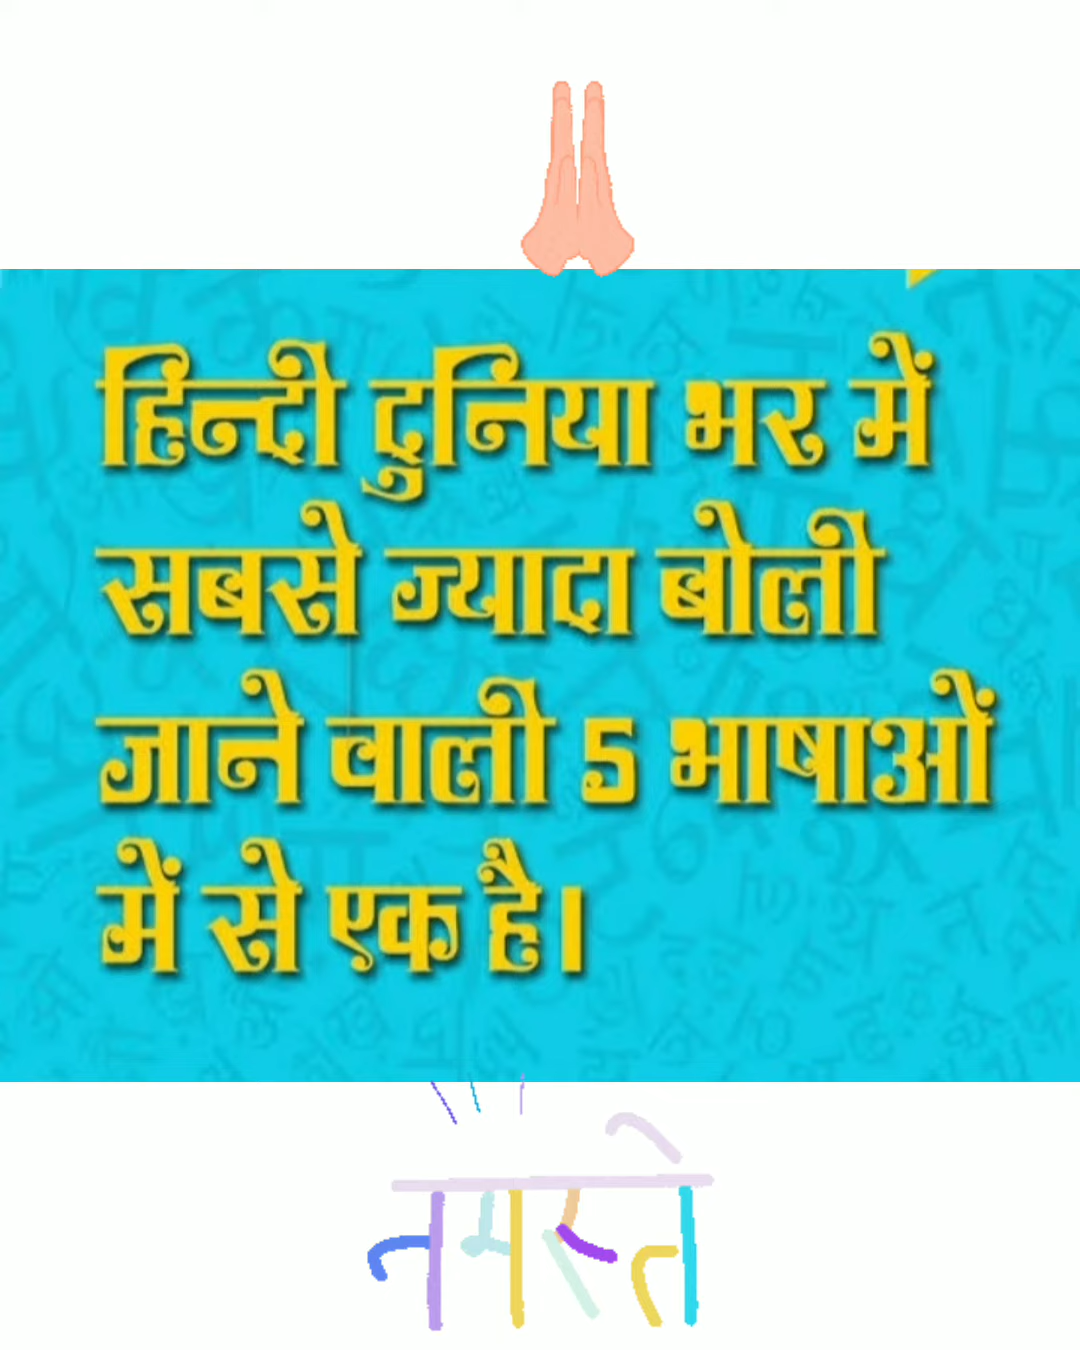 हिन्दी दुनिया भर में
सबसे ज्यादा बोली
जाने वाली 5 भाषाओं
में से एक है।
नमस्ते